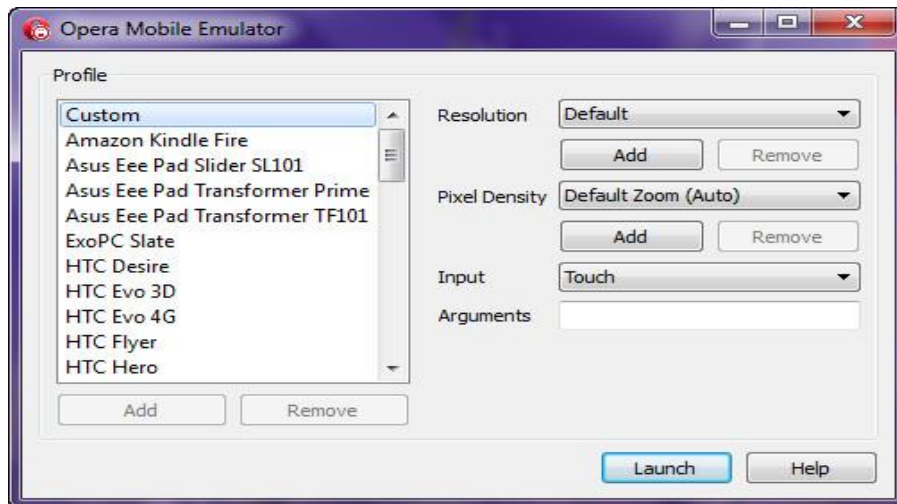 Opera Mobile Emulator
Profile
Custom
Amazon Kindle Fire
Asus Eee Pad Slider SL101
Asus Eee Pad Transformer Prime
Asus Eee Pad Transformer TF101
ExoPC Slate
HTC Desire
HTC Evo 3D
HTC Evo 4G
HTC Flyer
HTC Hero
Add Remove
Resolution Default
Add Remove
Pixel Density Default Zoom (Auto)
Add Remove
Input Touch
Arguments
Launch Help